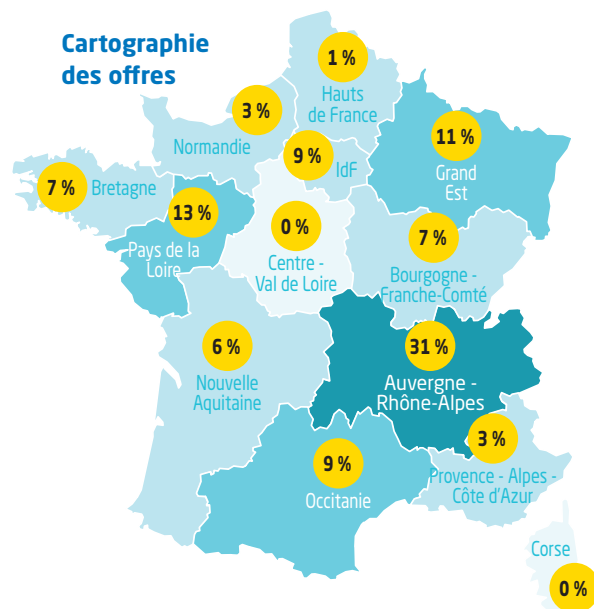 Cartographie
des offres
1 %
Hauts
de France
3 %
Normandie
9 %
IdF
11 %
Grand
Est
7 %
Bretagne
13 %
Pays de la
Loire
0 %
Centre -
Val de Loire
7 %
Bourgogne -
Franche-Comté
6 %
Nouvelle
Aquitaine
31 %
Auvergne -
Rhône-Alpes
3 %
Provence - Alpes -
Côte d'Azur
9 %
Occitanie
Corse
0 %